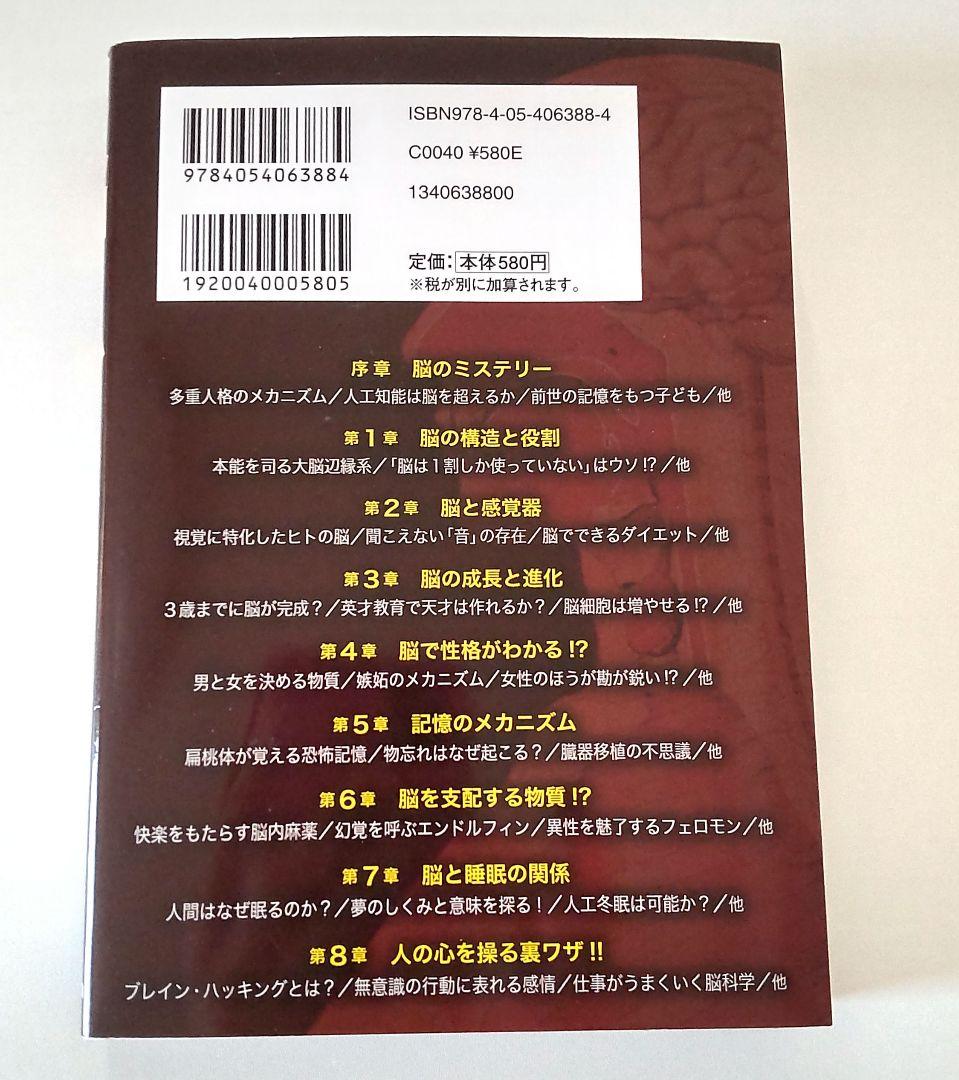 ISBN978-4-05-406388-4
9784054063884
C0040 ¥580E
1340638800
1920040005805
定価：本体580円
※税が別に加算されます。
序章 脳のミステリー
多重人格のメカニズム／人工知能は脳を超えるか／前世の記憶をもつ子ども／他
第1章 脳の構造と役割
本能を司る大脳辺縁系／「脳は1割しか使っていない」はウソ!?／他
第2章 脳と感覚器
視覚に特化したヒトの脳／聞こえない「音」の存在／脳でできるダイエット／他
第3章 脳の成長と進化
3歳までに脳が完成？／英才教育で天才は作れるか？／脳細胞は増やせる!?／他
第4章 脳で性格がわかる!?
男と女を決める物質／嫉妬のメカニズム／女性のほうが勘が鋭い!?／他
第5章 記憶のメカニズム
扁桃体が覚える恐怖記憶／物忘れはなぜ起こる？／臓器移植の不思議／他
第6章 脳を支配する物質!?
快楽をもたらす脳内麻薬／幻覚を呼ぶエンドルフィン／異性を魅了するフェロモン／他
第7章 脳と睡眠の関係
人間はなぜ眠るのか？／夢のしくみと意味を探る！／人工冬眠は可能か？／他
第8章 人の心を操る裏ワザ!!
ブレイン・ハッキングとは？／無意識の行動に表れる感情／仕事がうまくいく脳科学／他